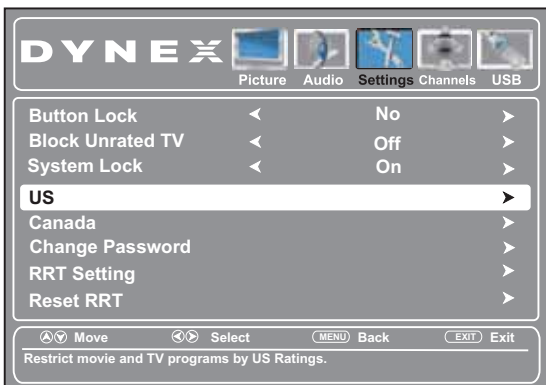 DYNEX
Picture Audio Settings Channels USB
Button Lock No
Block Unrated TV Off
System Lock On
US
Canada
Change Password
RRT Setting
Reset RRT
Move Select MENU Back EXIT Exit
Restrict movie and TV programs by US Ratings.